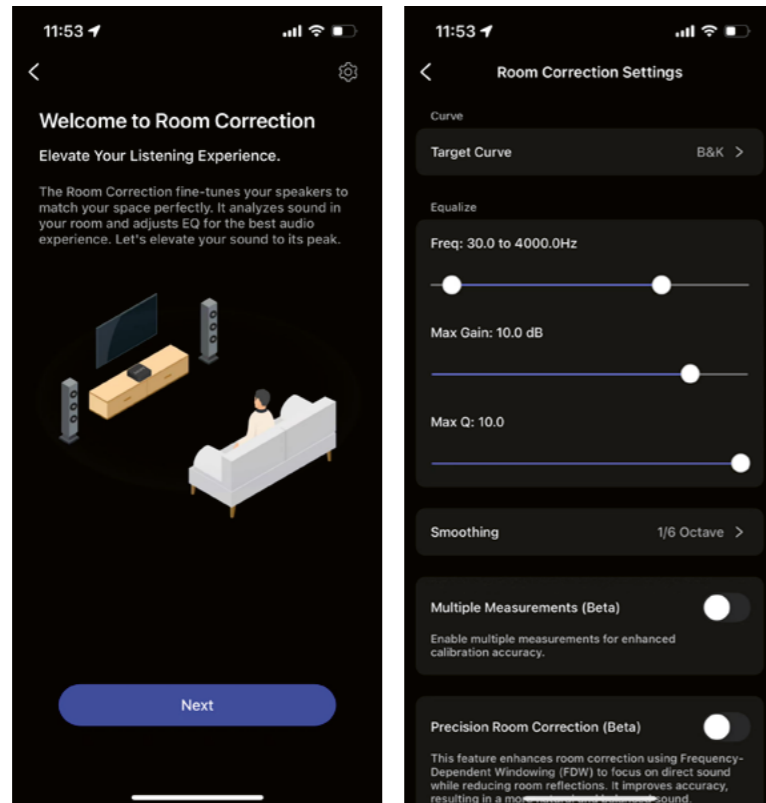 11:53
Welcome to Room Correction
Elevate Your Listening Experience.
The Room Correction fine-tunes your speakers to
match your space perfectly. It analyzes sound in
your room and adjusts EQ for the best audio
experience. Let's elevate your sound to its peak.
Next
11:53
Room Correction Settings
Curve
Target Curve B&K >
Equalize
Freq: 30.0 to 4000.0Hz
Max Gain: 10.0 dB
Max Q: 10.0
Smoothing 1/6 Octave >
Multiple Measurements (Beta)
Enable multiple measurements for enhanced
calibration accuracy.
Precision Room Correction (Beta)
This feature enhances room correction using Frequency-
Dependent Windowing (FDW) to focus on direct sound
while reducing room reflections. It improves accuracy,
resulting in a more sound.